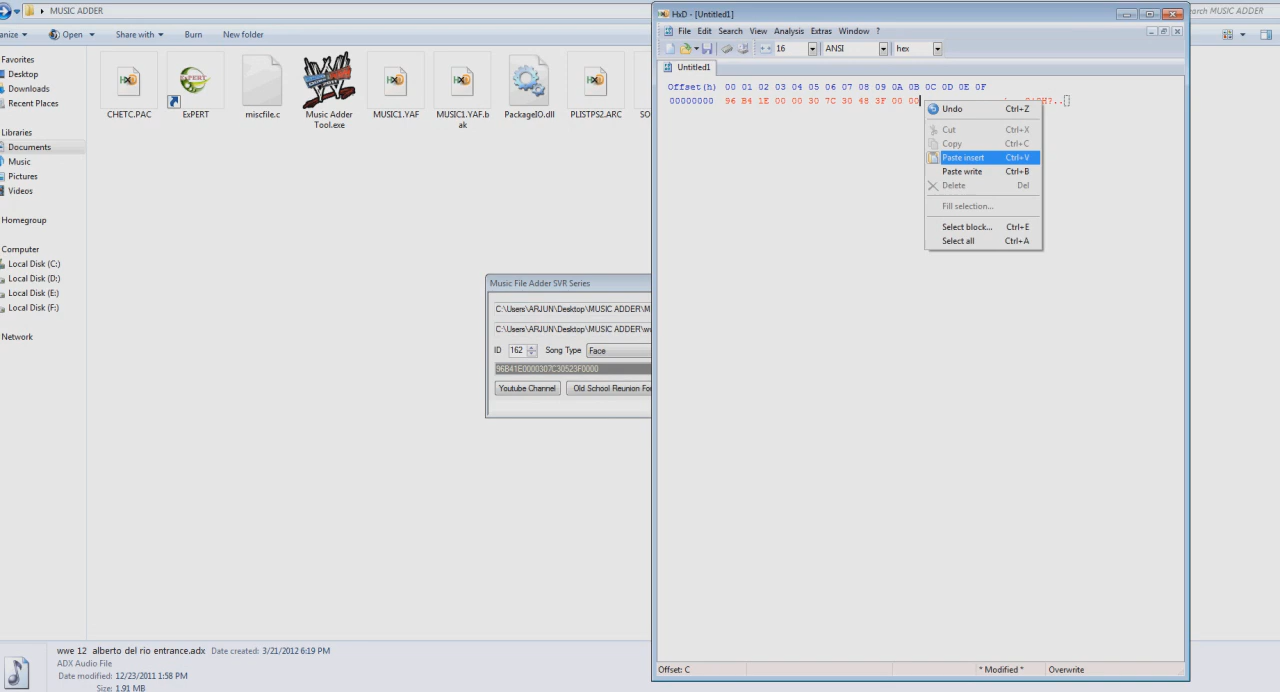 MUSIC ADDER
arch MUSIC ADDER
anize
Open
Share with
Burn
New folder
Favorites
Desktop
Downloads
Recent Places
Libraries
Documents
Music
Pictures
Videos
Homegroup
Computer
Local Disk (C:)
Local Disk (D:)
Local Disk (E:)
Local Disk (F:)
Network
CHETC.PAC
ExPERT
miscfile.c
Music Adder
Tool.exe
MUSIC1.YAF
MUSIC1.YAF.b
ak
PackageIO.dll
PLISTPS2.ARC
SO
Music File Adder SVR Series
C:\Users\ARJUN\Desktop\MUSIC ADDER\M
C:\Users\ARJUN\Desktop\MUSIC ADDER\w
ID 162 Song Type Face
96B41E0000307C30523F0000
Youtube Channel
Old School Reunion Fo
HxD - [Untitled1]
File Edit Search View Analysis Extras Window ?
16 ANSI hex
Untitled1
Offset(h) 00 01 02 03 04 05 06 07 08 09 0A 0B 0C 0D 0E 0F
00000000 96 B4 1E 00 00 30 7C 30 48 3F 00 00
Undo Ctrl+Z
Cut Ctrl+X
Copy Ctrl+C
Paste insert Ctrl+V
Paste write Ctrl+B
Delete Del
Fill selection...
Select block... Ctrl+E
Select all Ctrl+A
Offset: C
* Modified *
Overwrite
wwe 12 alberto del rio entrance.adx Date created: 3/21/2012 6:19 PM
ADX Audio File
Date modified: 12/23/2011 1:58 PM
Size: 1.91 MB